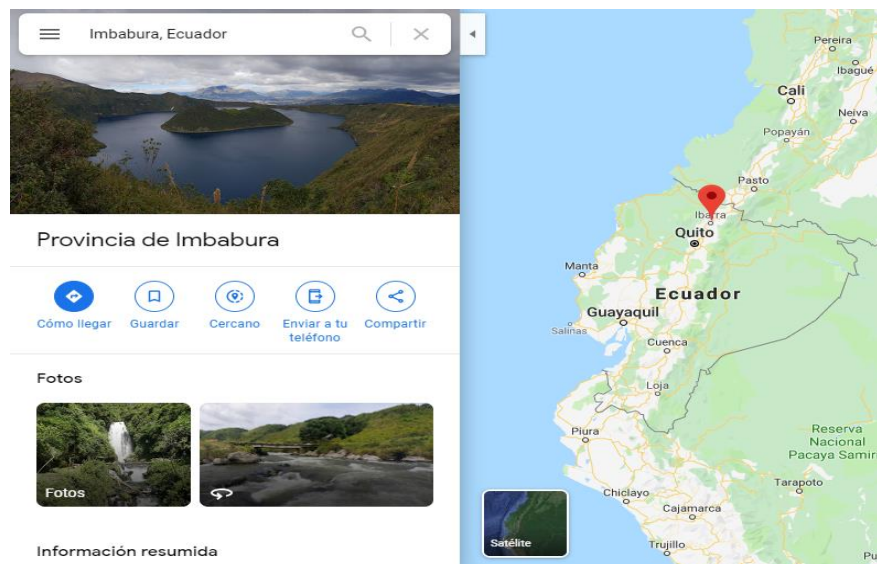 Imbabura, Ecuador
Provincia de Imbabura
Cómo llegar
Guardar
Cercano
Enviar a tu
teléfono
Compartir
Fotos
Fotos
Información resumida
Pereira
Ibagué
Cali
Neiva
Popayán
Pasto
Ibarra
Quito
Manta
Ecuador
Guayaquil
Salinas
Cuenca
Loja
Piura
Reserva
Nacional
Pacaya Samir
Tarapoto
Chiclayo
Cajamarca
Trujillo
Pu
Satélite